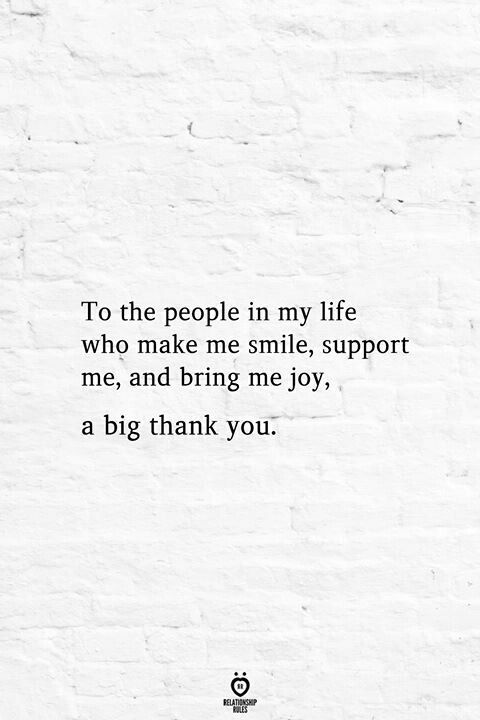 To the people in my life
who make me smile, support
me, and bring me joy,
a big thank you.
RR
RELATIONSHIP
RULES